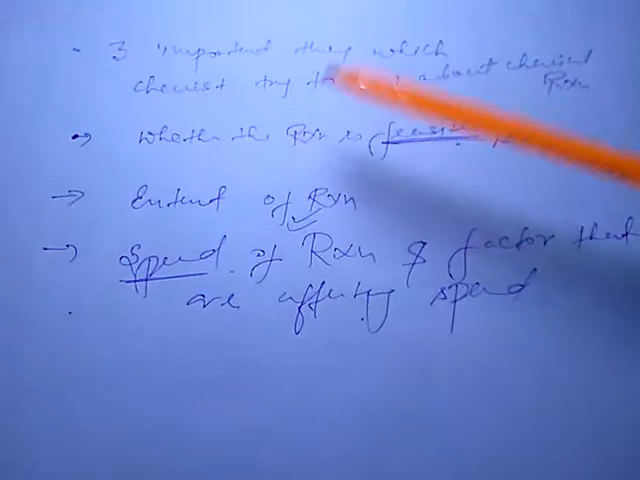 3 important thing which
chemist try to about chemical
Rxn
→ Whether the Rxn is feasi
→ Extent of Rxn
→ Speed of Rxn & factor that
are affecting speed